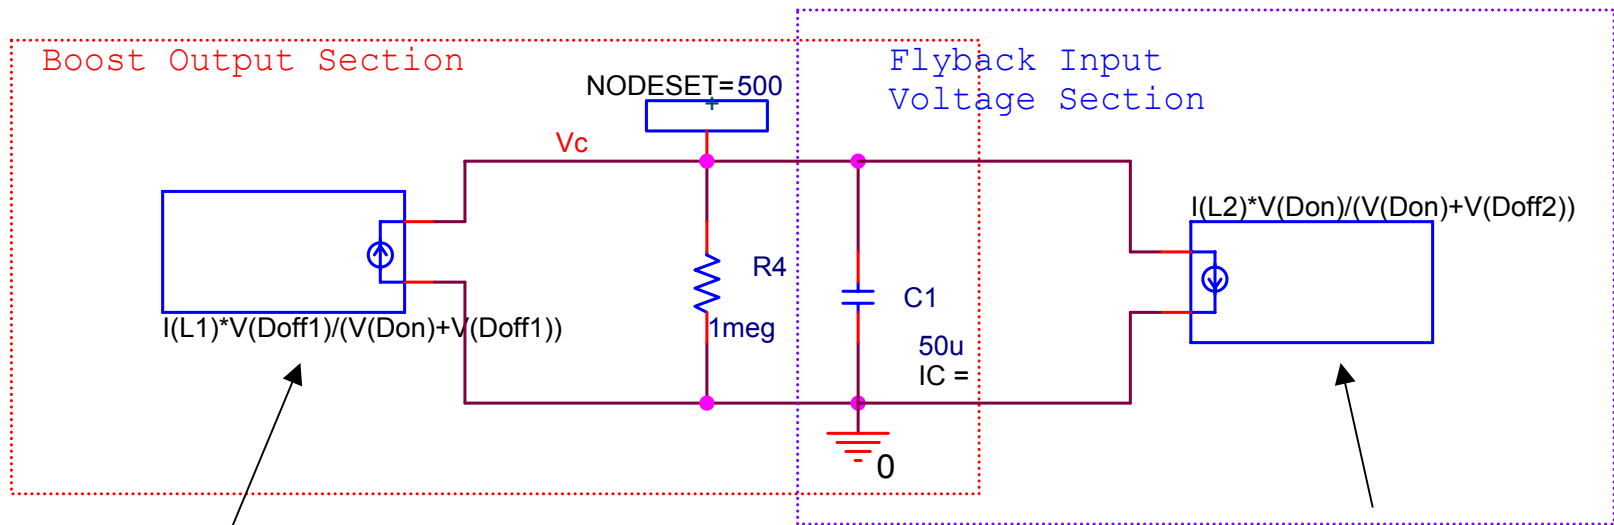 Boost Output Section
Flyback Input
Voltage Section
NODESET=500
+
Vc
I(L2)*V(Don)/(V(Don)+V(Doff2))
R4
C1
I(L1)*V(Doff1)/(V(Don)+V(Doff1))
1meg
50u
IC =
0